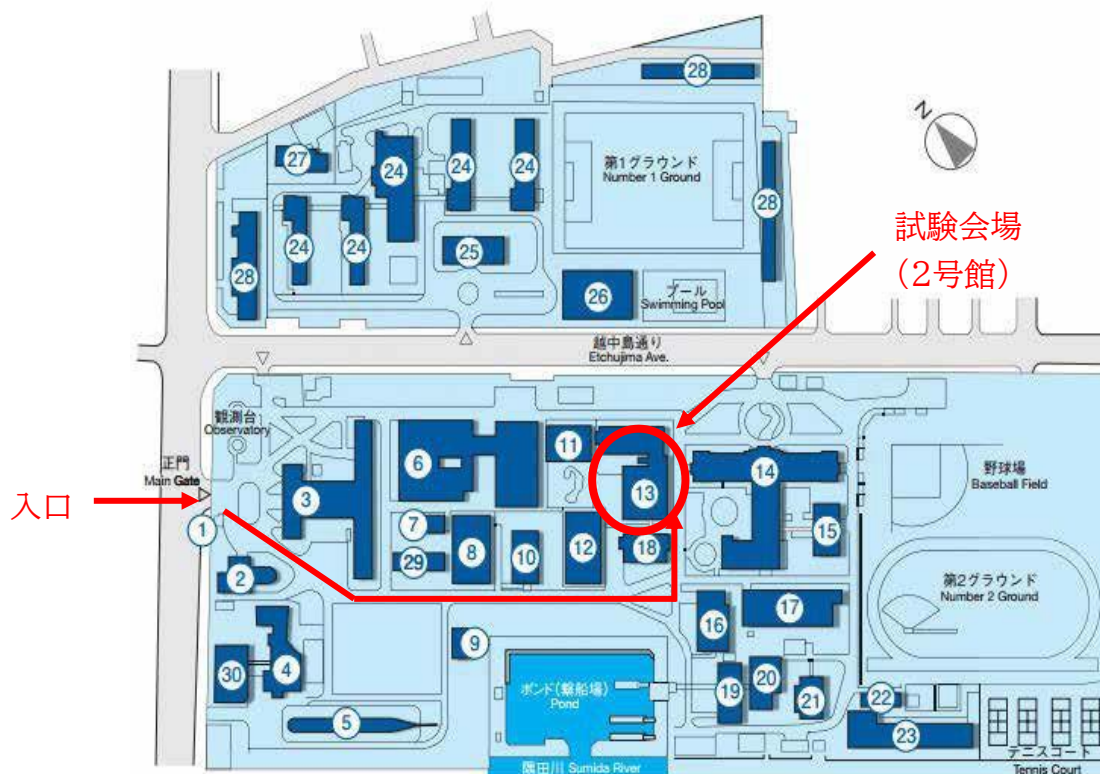 28
N
27
24
24
24
第1グラウンド
Number 1 Ground
28
試験会場
(2号館)
24
24
28
25
26
プール
Swimming Pool
越中島通り
Etchujima Ave.
観測台
Observatory
正門
Main Gate
入口
1
3
6
11
13
14
野球場
Baseball Field
7
8
10
12
18
15
29
2
第2グラウンド
Number 2 Ground
16
17
30
4
9
ポンド(繋船場)
Pond
19
20
21
22
5
23
テニスコート
Tennis Court
隅田川 Sumida River